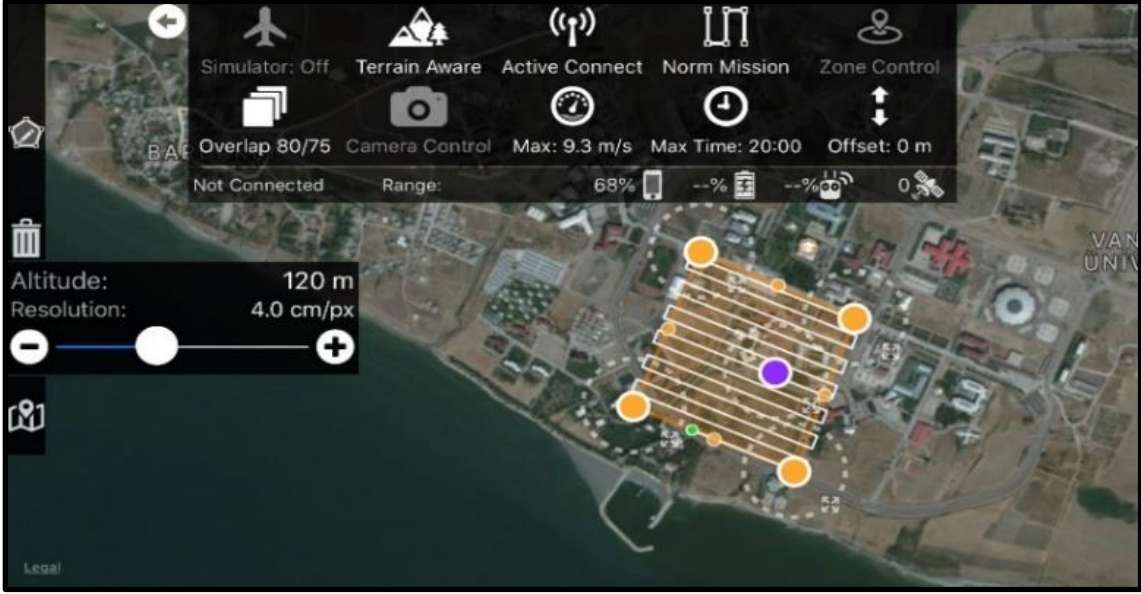 Simulator: Off Terrain Aware Active Connect Norm Mission Zone Control
Overlap 80/75 Camera Control Max: 9.3 m/s Max Time: 20:00 Offset: 0 m
Not Connected Range: 68% --% --% 0
VAN
UNIV
Altitude: 120 m
Resolution: 4.0 cm/px
Legal